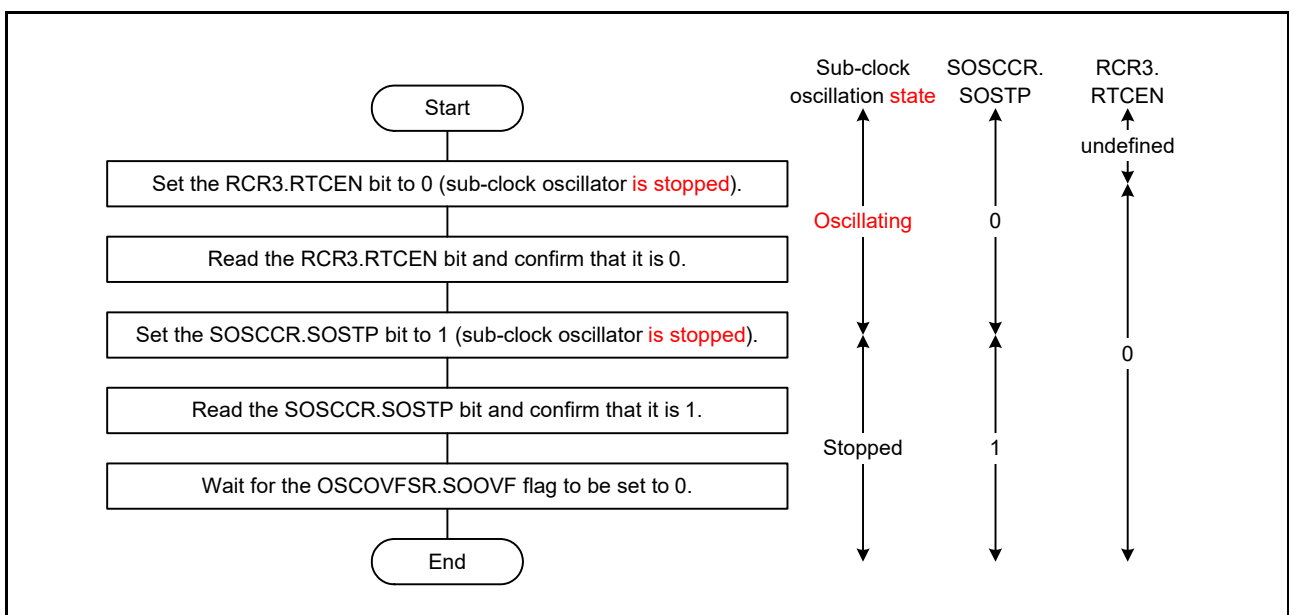 Start
Set the RCR3.RTCEN bit to 0 (sub-clock oscillator is stopped).
Read the RCR3.RTCEN bit and confirm that it is 0.
Set the SOSCCR.SOSTP bit to 1 (sub-clock oscillator is stopped).
Read the SOSCCR.SOSTP bit and confirm that it is 1.
Wait for the OSCOVFSR.SOOVF flag to be set to 0.
End
Sub-clock
oscillation state
Oscillating
Stopped
SOSCCR.
SOSTP
0
1
RCR3.
RTCEN
undefined
0